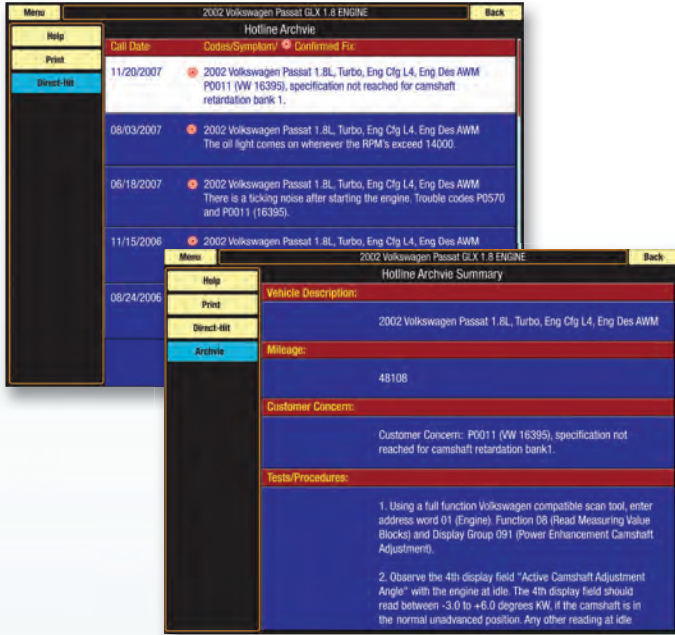 Menu 2002 Volkswagen Passat GLX 1.8 ENGINE Back
Help
Print
Direct-Hit
Hotline Archvie
Call Date Codes/Symptom/ Confirmed Fix
11/20/2007 2002 Volkswagen Passat 1.8L, Turbo, Eng Cfg L4, Eng Des AWM
P0011 (VW 16395), specification not reached for camshaft
retardation bank 1.
08/03/2007 2002 Volkswagen Passat 1.8L, Turbo, Eng Cfg L4. Eng Des AWM
The oil light comes on whenever the RPM's exceed 14000.
06/18/2007 2002 Volkswagen Passat 1.8L, Turbo, Eng Cfg L4, Eng Des AWM
There is a ticking noise after starting the engine. Trouble codes P0570
and P0011 (16395).
11/15/2006 2002 Volkswagen Passat 1.8L, Turbo, Eng Cfg L4, Eng Des AWM
08/24/2006
Menu 2002 Volkswagen Passat GLX 1.8 ENGINE Back
Help
Print
Direct-Hit
Archvie
Hotline Archvie Summary
Vehicle Description:
2002 Volkswagen Passat 1.8L, Turbo, Eng Cfg L4, Eng Des AWM
Mileage:
48108
Customer Concern:
Customer Concern: P0011 (VW 16395), specification not
reached for camshaft retardation bank1.
Tests/Procedures:
1. Using a full function Volkswagen compatible scan tool, enter
address word 01 (Engine). Function 08 (Read Measuring Value
Blocks) and Display Group 091 (Power Enhancement Camshaft
Adjustment).
2. Observe the 4th display field "Active Camshaft Adjustment
Angle" with the engine at idle. The 4th display field should
read between -3.0 to +6.0 degrees KW, if the camshaft is in
the normal unadvanced position. Any other reading at idle